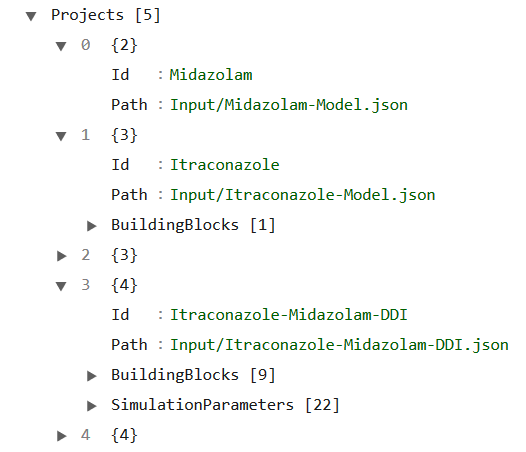 Projects [5]
0 {2}
Id : Midazolam
Path : Input/Midazolam-Model.json
1 {3}
Id : Itraconazole
Path : Input/Itraconazole-Model.json
BuildingBlocks [1]
2 {3}
3 {4}
Id : Itraconazole-Midazolam-DDI
Path : Input/Itraconazole-Midazolam-DDI.json
BuildingBlocks [9]
SimulationParameters [22]
4 {4}